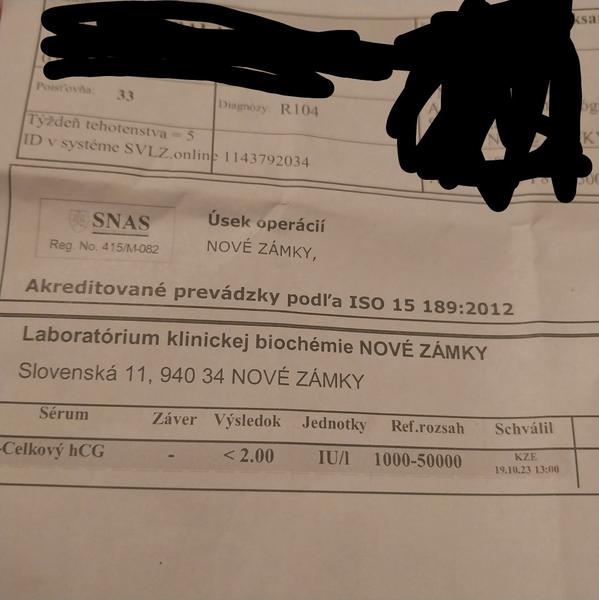 Poisťovňa: 33
Diagnózy: R104
Týždeň tehotenstva = 5
ID v systéme SVLZ.online 1143792034
SNAS
Reg. No. 415/M-082
Úsek operácií
NOVÉ ZÁMKY,
Akreditované prevádzky podľa ISO 15 189:2012
Laboratórium klinickej biochémie NOVÉ ZÁMKY
Slovenská 11, 940 34 NOVÉ ZÁMKY
Sérum Záver Výsledok Jednotky Ref.rozsah Schválil
-Celkový hCG - < 2.00 IU/l 1000-50000 KZE
19.10.23 13:00